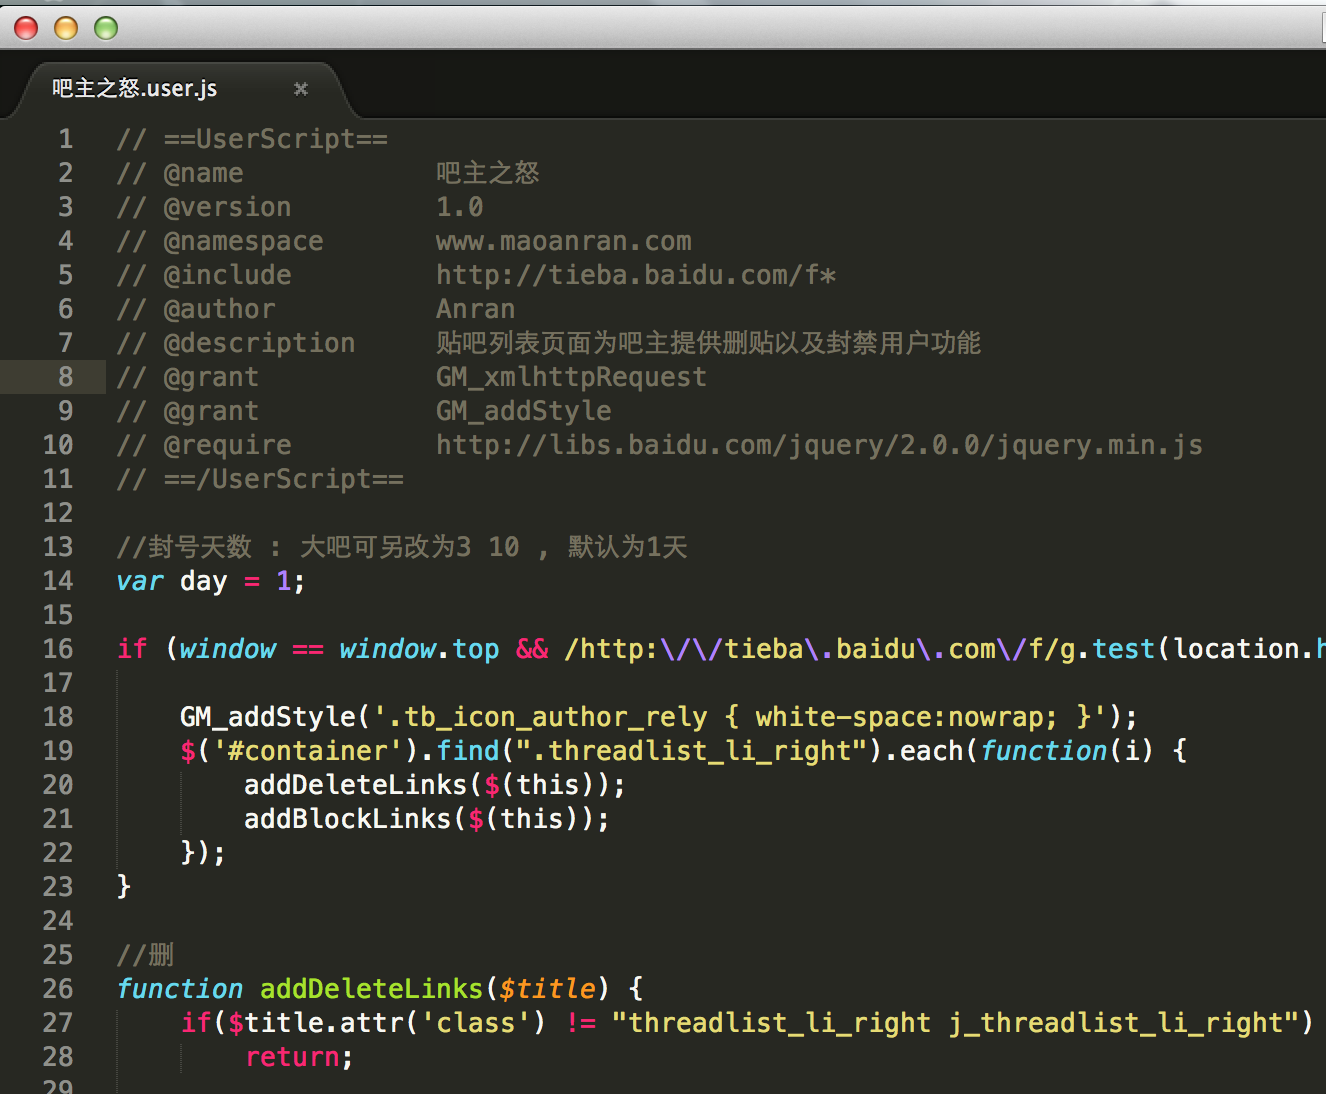 吧主之怒.user.js
1 // ==UserScript==
2 // @name 吧主之怒
3 // @version 1.0
4 // @namespace www.maoanran.com
5 // @include http://tieba.baidu.com/f*
6 // @author Anran
7 // @description 贴吧列表页面为吧主提供删贴以及封禁用户功能
8 // @grant GM_xmlhttpRequest
9 // @grant GM_addStyle
10 // @require http://libs.baidu.com/jquery/2.0.0/jquery.min.js
11 // ==/UserScript==
12
13 //封号天数 : 大吧可另改为3 10 , 默认为1天
14 var day = 1;
15
16 if (window == window.top && /http:\/\/tieba\.baidu\.com\/f/g.test(location.h
17
18 GM_addStyle('.tb_icon_author_rely { white-space:nowrap; }');
19 $('#container').find(".threadlist_li_right").each(function(i) {
20 addDeleteLinks($(this));
21 addBlockLinks($(this));
22 });
23 }
24
25 //删
26 function addDeleteLinks($title) {
27 if($title.attr('class') != "threadlist_li_right j_threadlist_li_right")
28 return;
29